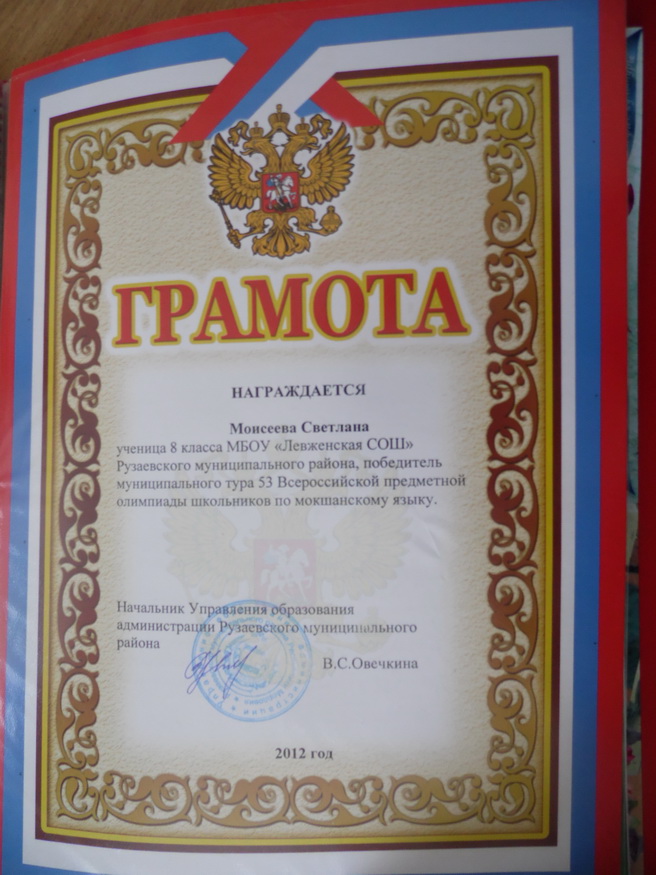 ГРАМОТА
НАГРАЖДАЕТСЯ
Моисеева Светлана
ученица 8 класса МБОУ «Левженская СОШ»
Рузаевского муниципального района, победитель
муниципального тура 53 Всероссийской предметной
олимпиады школьников по мокшанскому языку.
Начальник Управления образования
администрации Рузаевского муниципального
района
В.С.Овечкина
2012 год